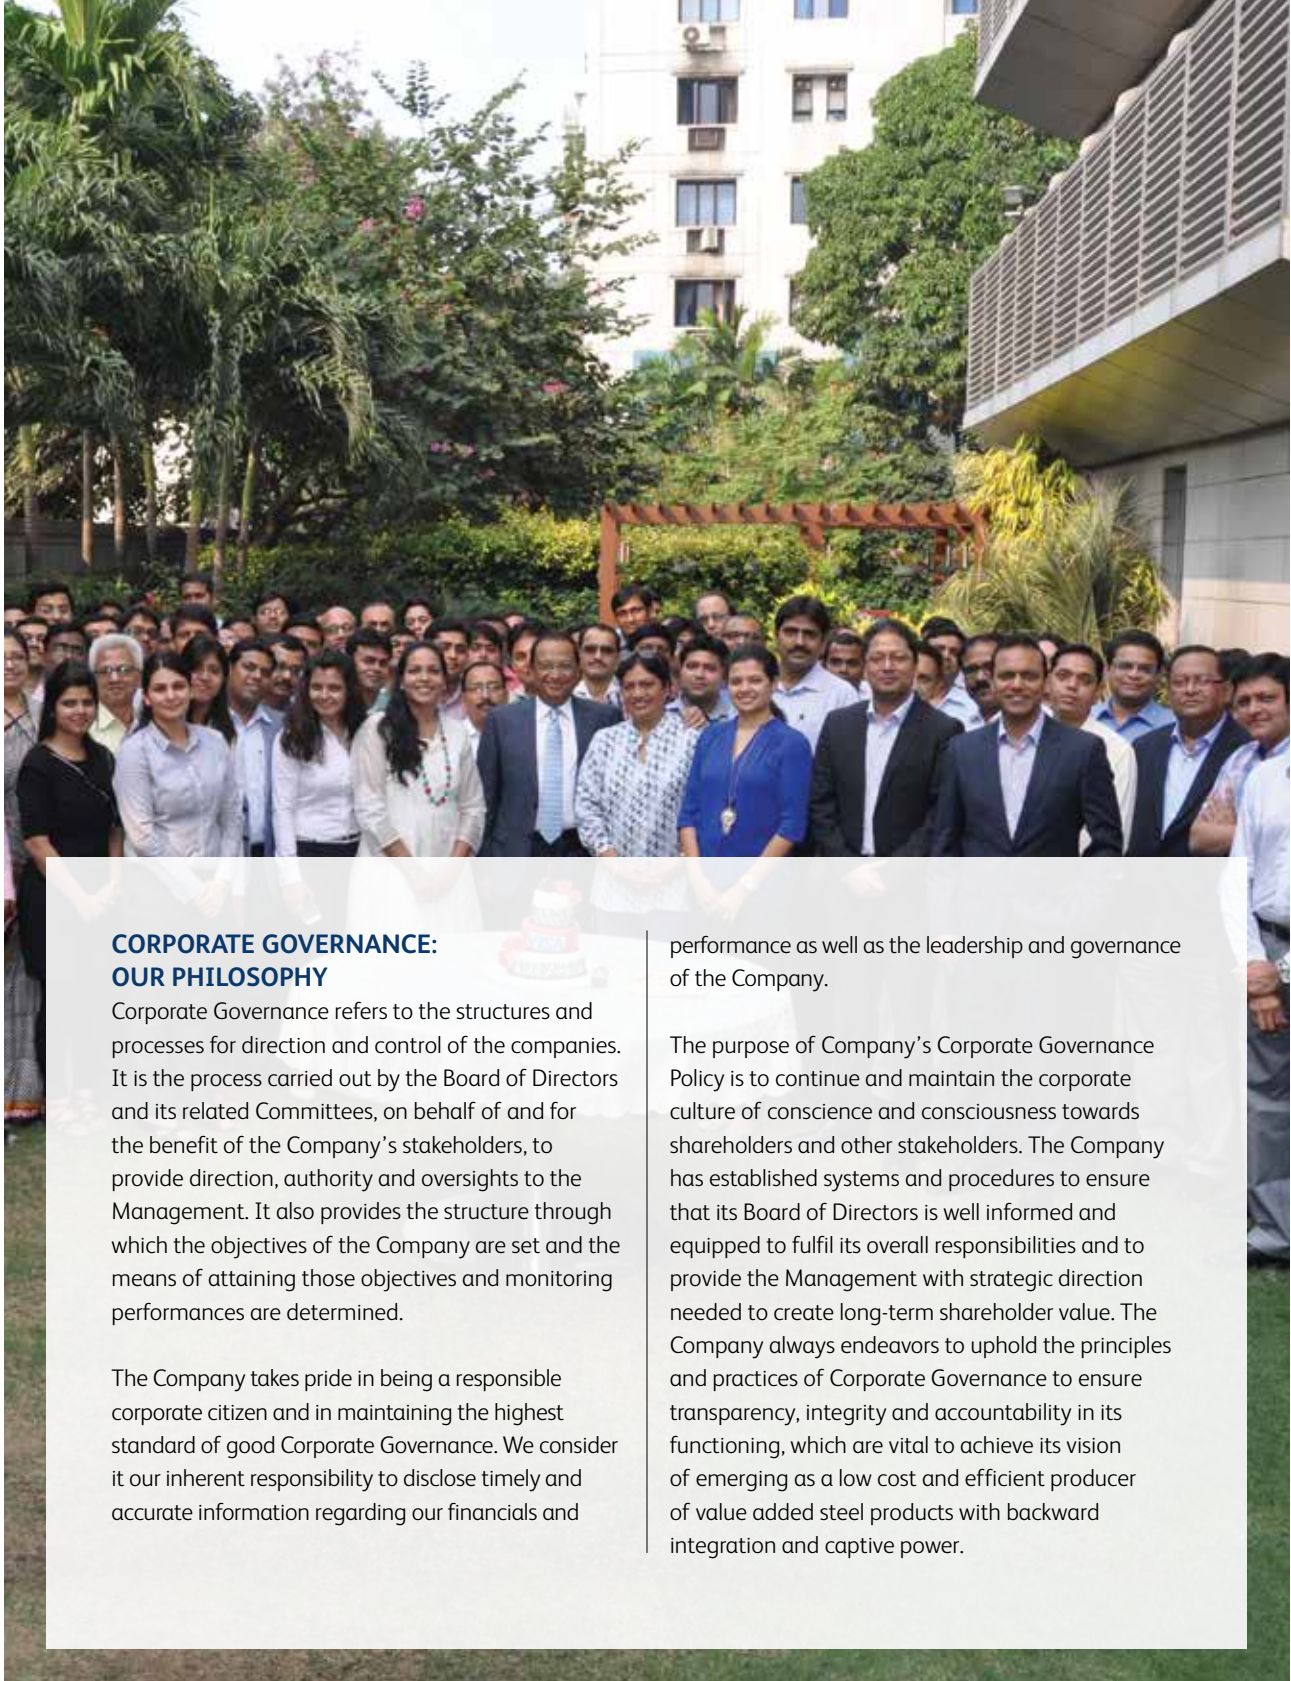 CORPORATE GOVERNANCE:
OUR PHILOSOPHY
Corporate Governance refers to the structures and
processes for direction and control of the companies.
It is the process carried out by the Board of Directors
and its related Committees, on behalf of and for
the benefit of the Company’s stakeholders, to
provide direction, authority and oversights to the
Management. It also provides the structure through
which the objectives of the Company are set and the
means of attaining those objectives and monitoring
performances are determined.
The Company takes pride in being a responsible
corporate citizen and in maintaining the highest
standard of good Corporate Governance. We consider
it our inherent responsibility to disclose timely and
accurate information regarding our financials and
performance as well as the leadership and governance
of the Company.
The purpose of Company’s Corporate Governance
Policy is to continue and maintain the corporate
culture of conscience and consciousness towards
shareholders and other stakeholders. The Company
has established systems and procedures to ensure
that its Board of Directors is well informed and
equipped to fulfil its overall responsibilities and to
provide the Management with strategic direction
needed to create long-term shareholder value. The
Company always endeavors to uphold the principles
and practices of Corporate Governance to ensure
transparency, integrity and accountability in its
functioning, which are vital to achieve its vision
of emerging as a low cost and efficient producer
of value added steel products with backward
integration and captive power.